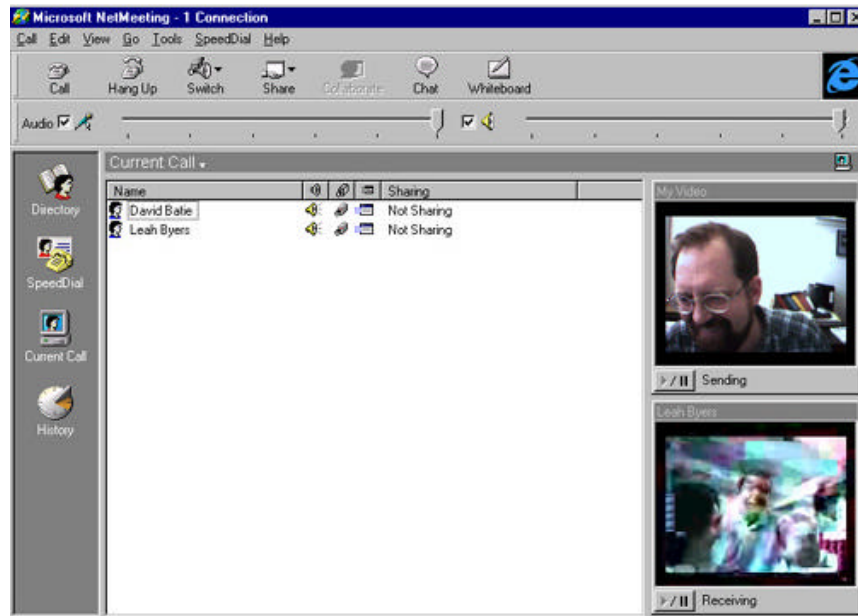 Microsoft NetMeeting - 1 Connection
Call Edit View Go Tools SpeedDial Help
Call Hang Up Switch Share Collaborate Chat Whiteboard
Audio
Current Call
Directory
SpeedDial
Current Call
History
Name Sharing
David Batie Not Sharing
Leah Byers Not Sharing
My Video
Sending
Leah Byers
Receiving